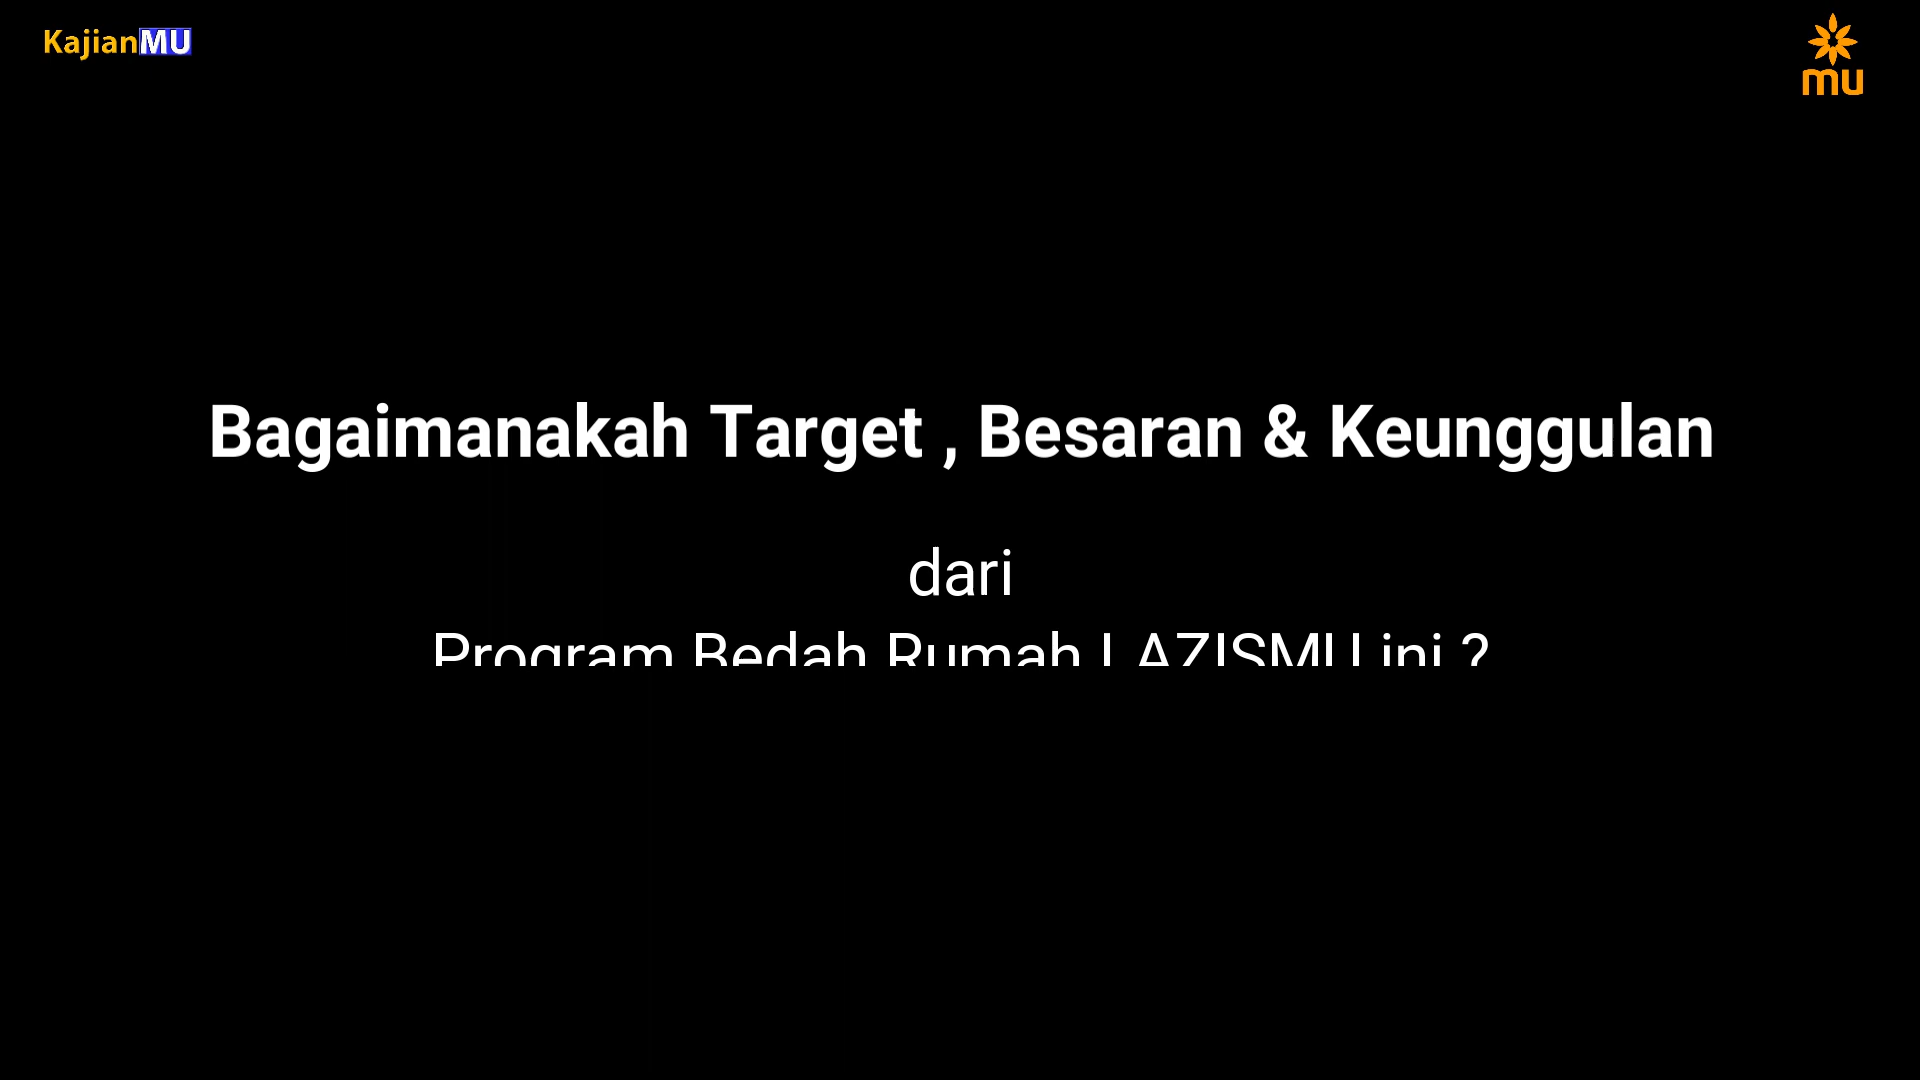 KajianMU
mu
Bagaimanakah Target , Besaran & Keunggulan
dari
Program Bedah Rumah LAZISMU ini ?